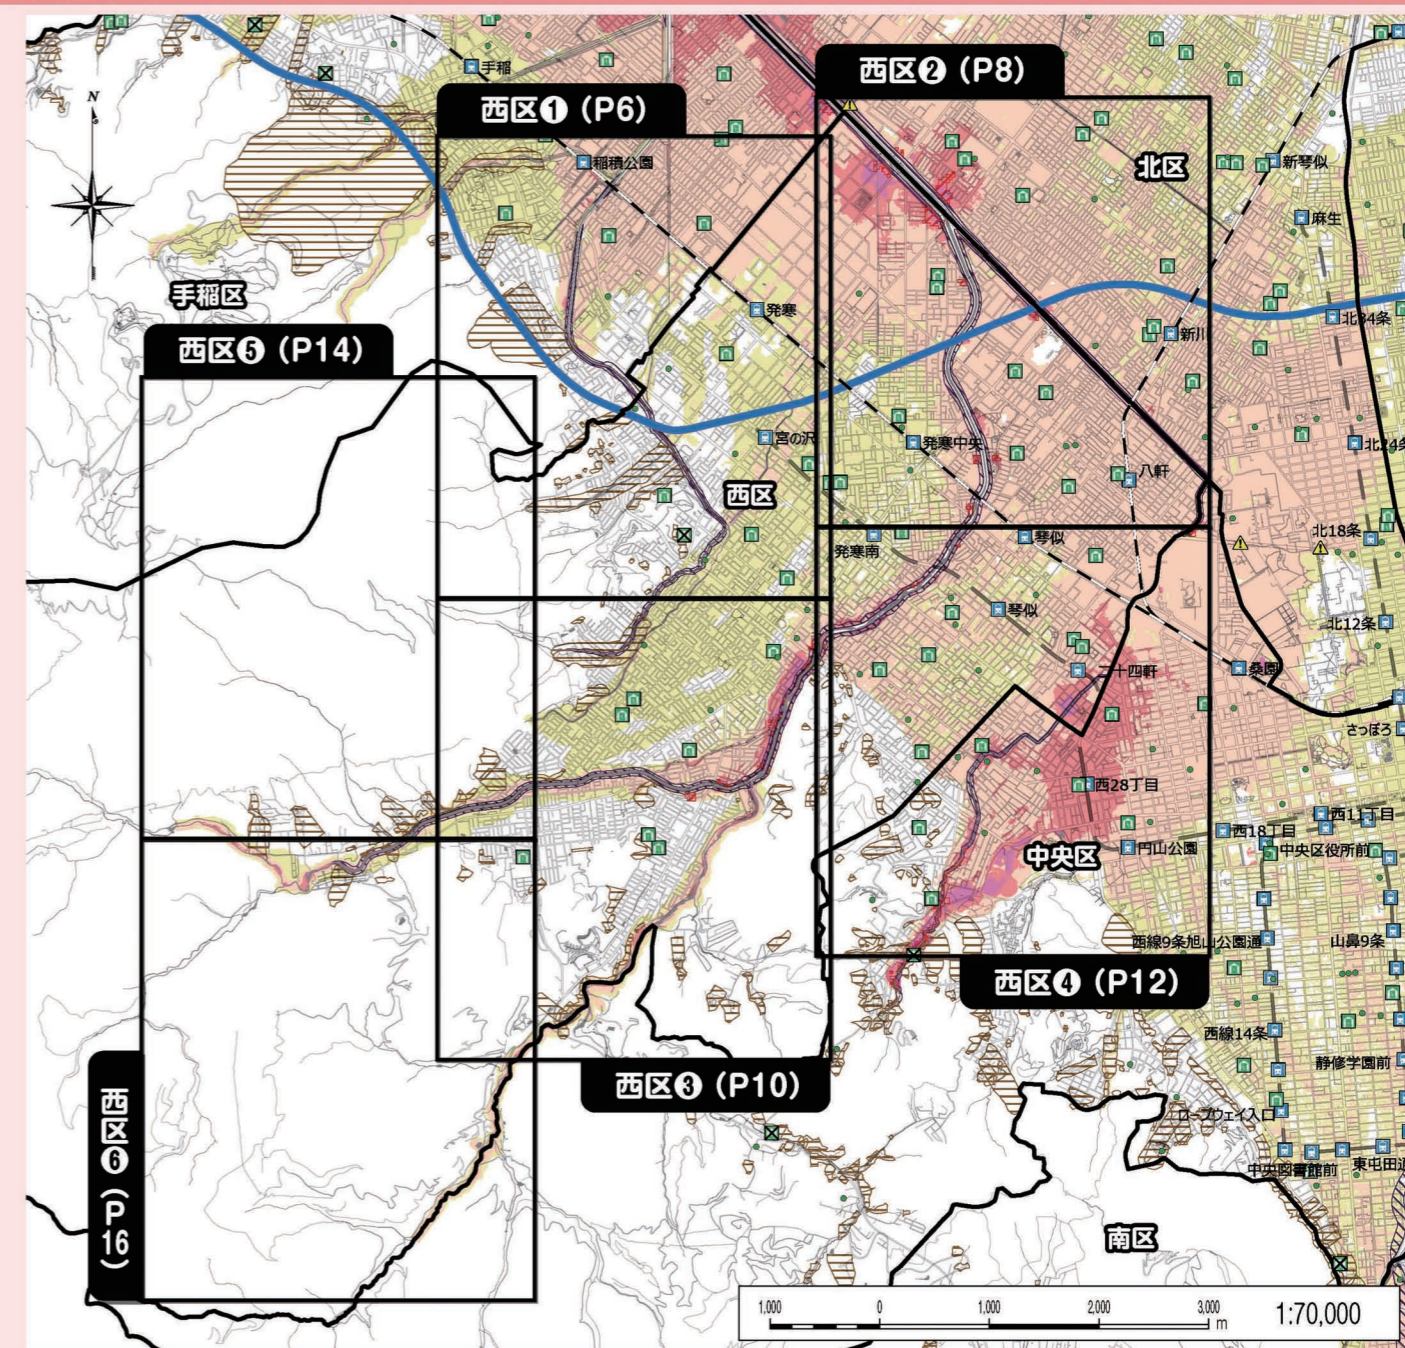 手稲
西区❷（P8）
西区❶（P6）
N
稲積公園
北区
新琴似
麻生
手稲区
発寒
北34条
新川
西区❺（P14）
宮の沢
発寒中央
北24条
八軒
西区
発寒南
琴似
北18条
琴似
北12条
二十四軒
桑園
さっぽろ
西28丁目
西11丁目
西18丁目
円山公園
中央区役所前
中央区
西線9条旭山公園通
山鼻9条
西区❹（P12）
西線14条
静修学園前
西区❸（P10）
西区❻（P16）
ロープウェイ入口
中央図書館前
東屯田通
南区
1,000 0 1,000 2,000 3,000 m
1:70,000